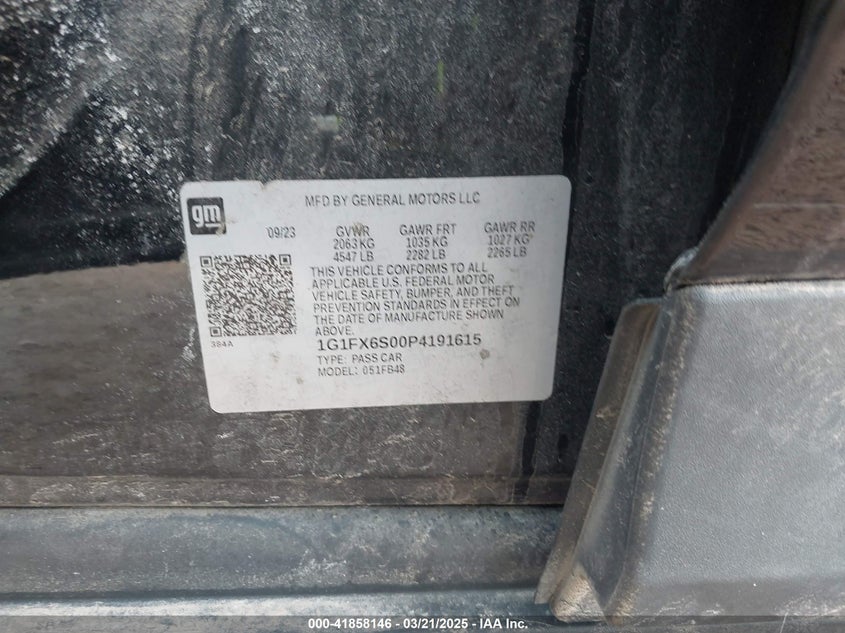 gm
MFD BY GENERAL MOTORS LLC
09/23 GVWR GAWR FRT GAWR RR
2063 KG 1035 KG 1027 KG
4547 LB 2282 LB 2265 LB
THIS VEHICLE CONFORMS TO ALL
APPLICABLE U.S. FEDERAL MOTOR
VEHICLE SAFETY, BUMPER, AND THEFT
PREVENTION STANDARDS IN EFFECT ON
THE DATE OF MANUFACTURE SHOWN
ABOVE.
384A
1G1FX6S00P4191615
TYPE: PASS CAR
MODEL: 051FB48
000-41858146 — 03/21/2025 — IAA Inc.